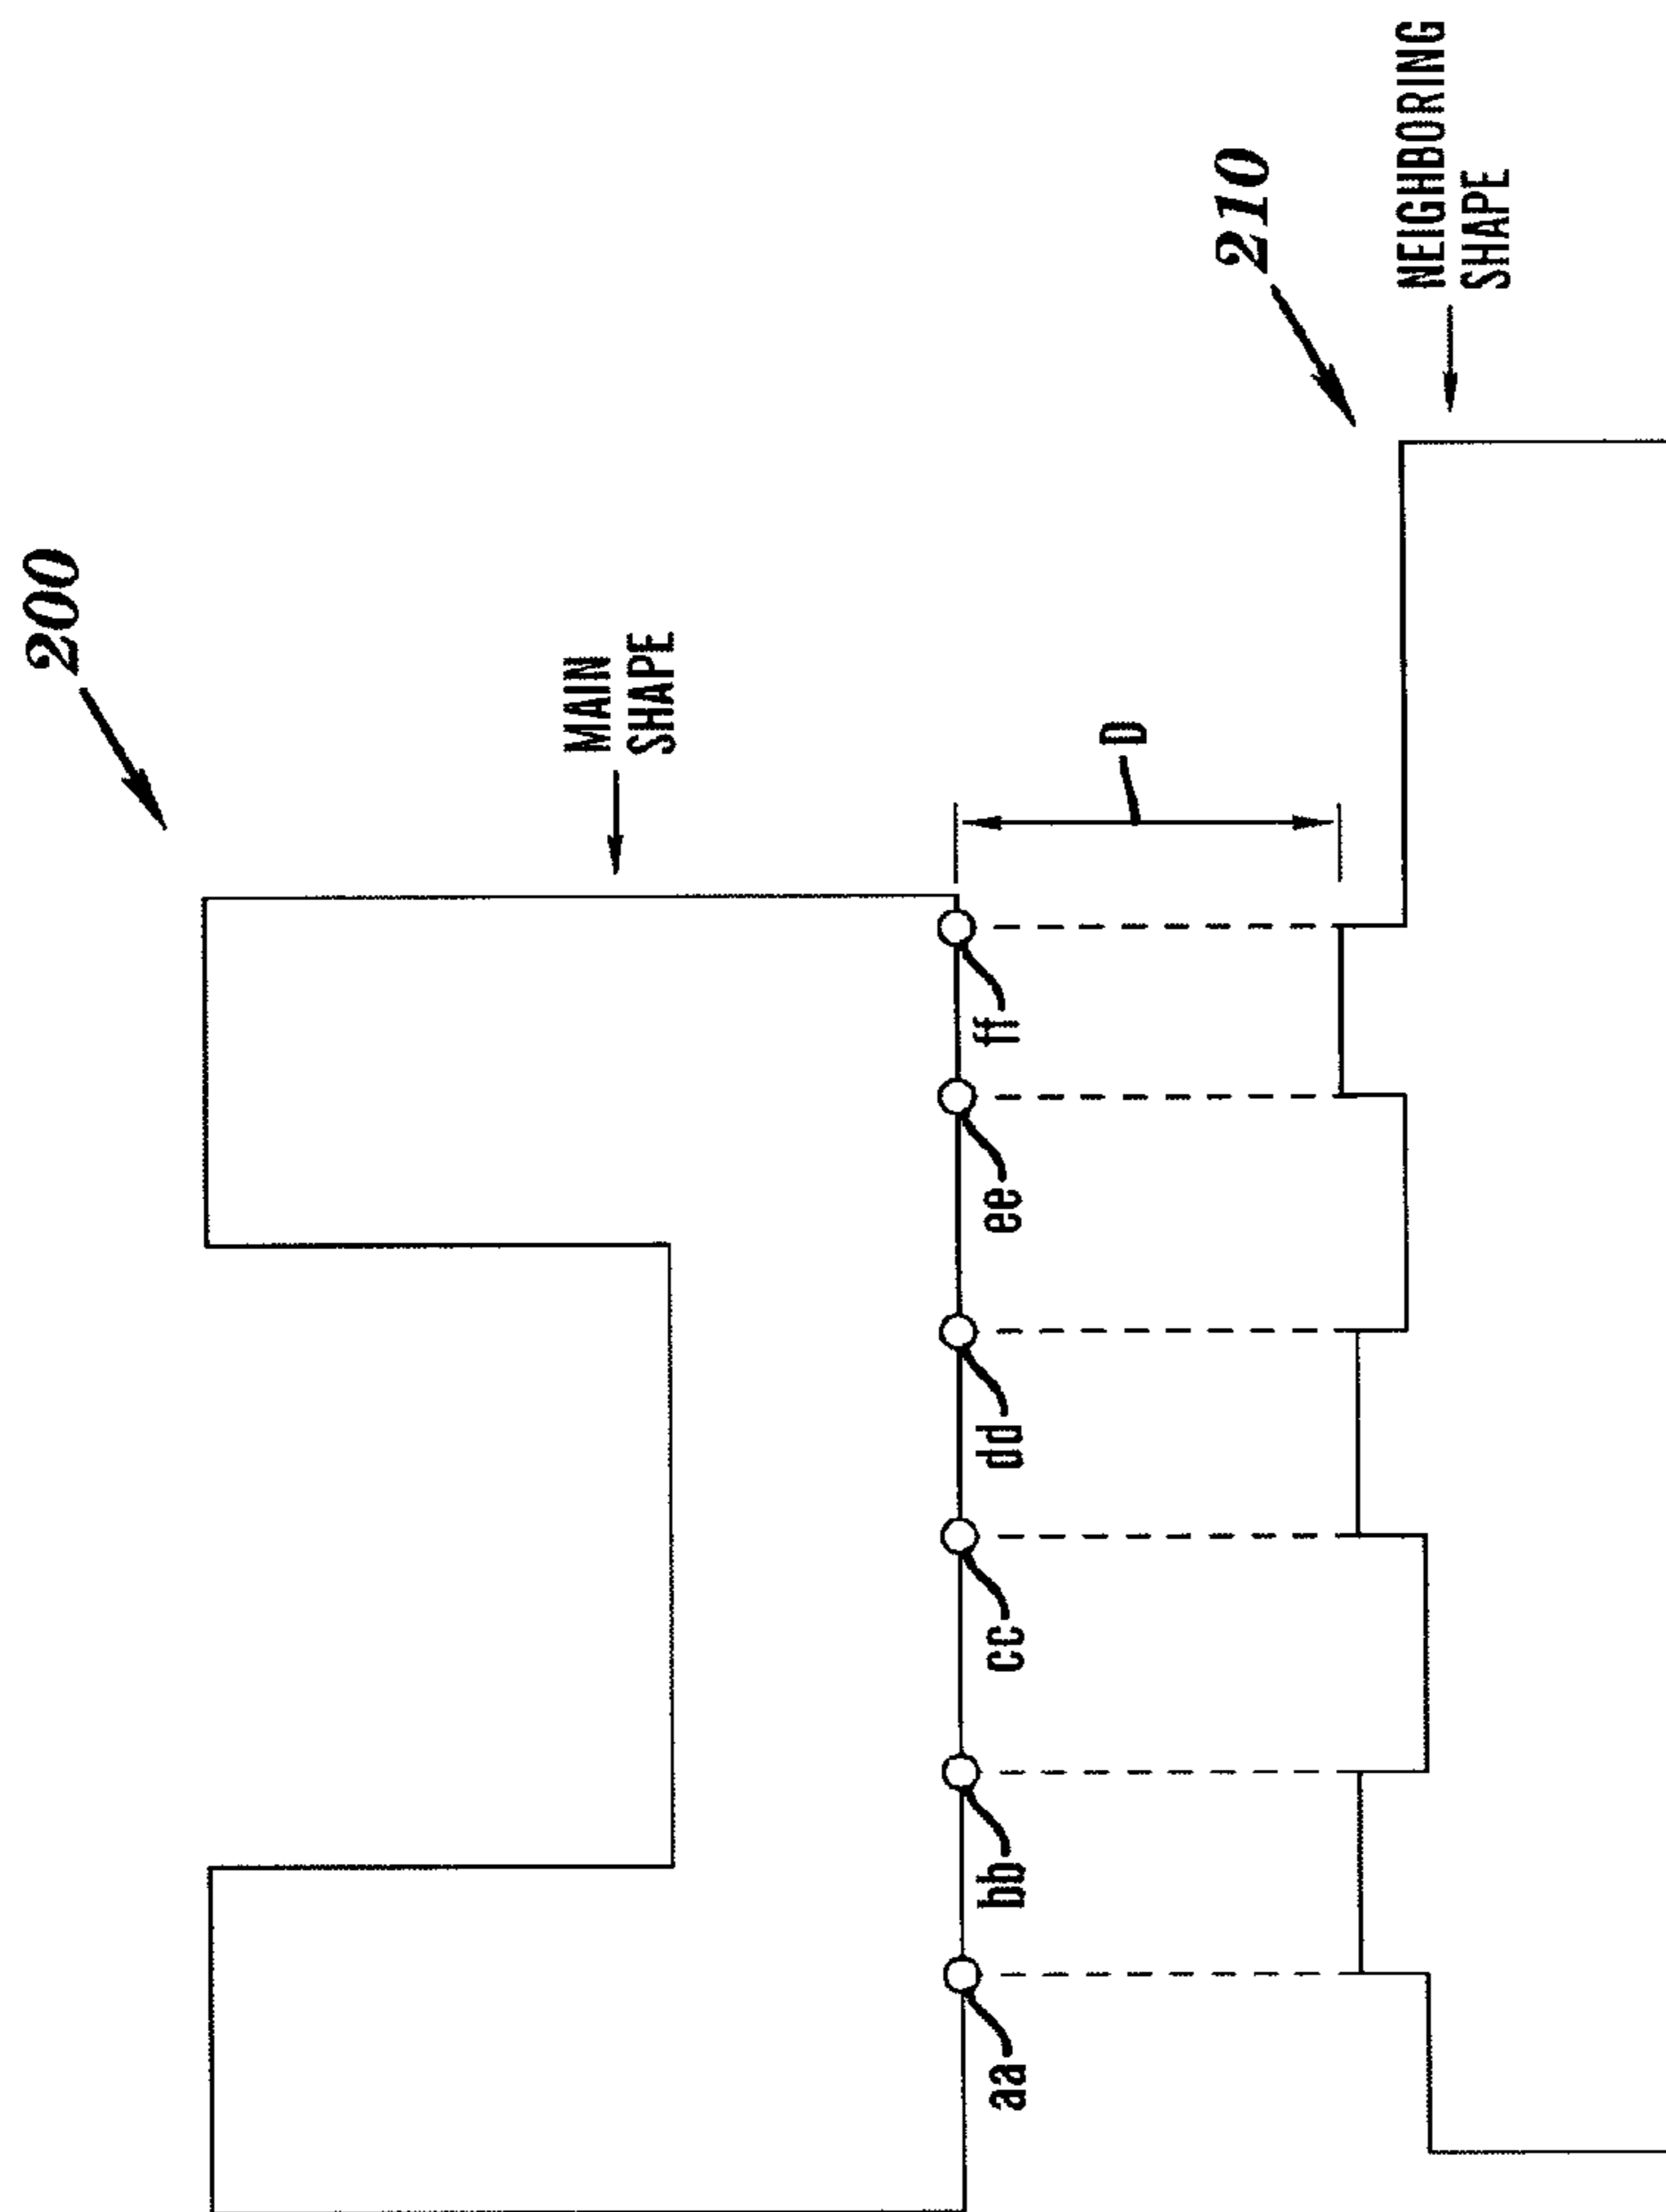 200
MAIN
SHAPE
210
NEIGHBORING
SHAPE
D
aa
bb
cc
dd
ee
ff